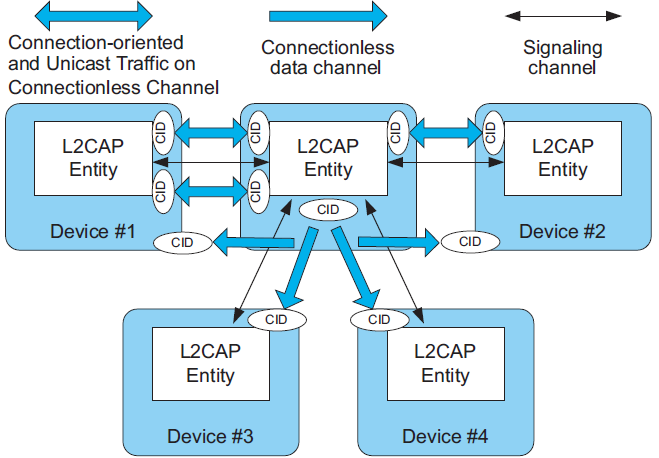 Connection-oriented
and Unicast Traffic on
Connectionless Channel
Connectionless
data channel
Signaling
channel
L2CAP
Entity
CID
CID
Device #1
CID
CID
CID
L2CAP
Entity
CID
CID
CID
L2CAP
Entity
Device #2
CID
CID
L2CAP
Entity
Device #3
CID
CID
L2CAP
Entity
Device #4